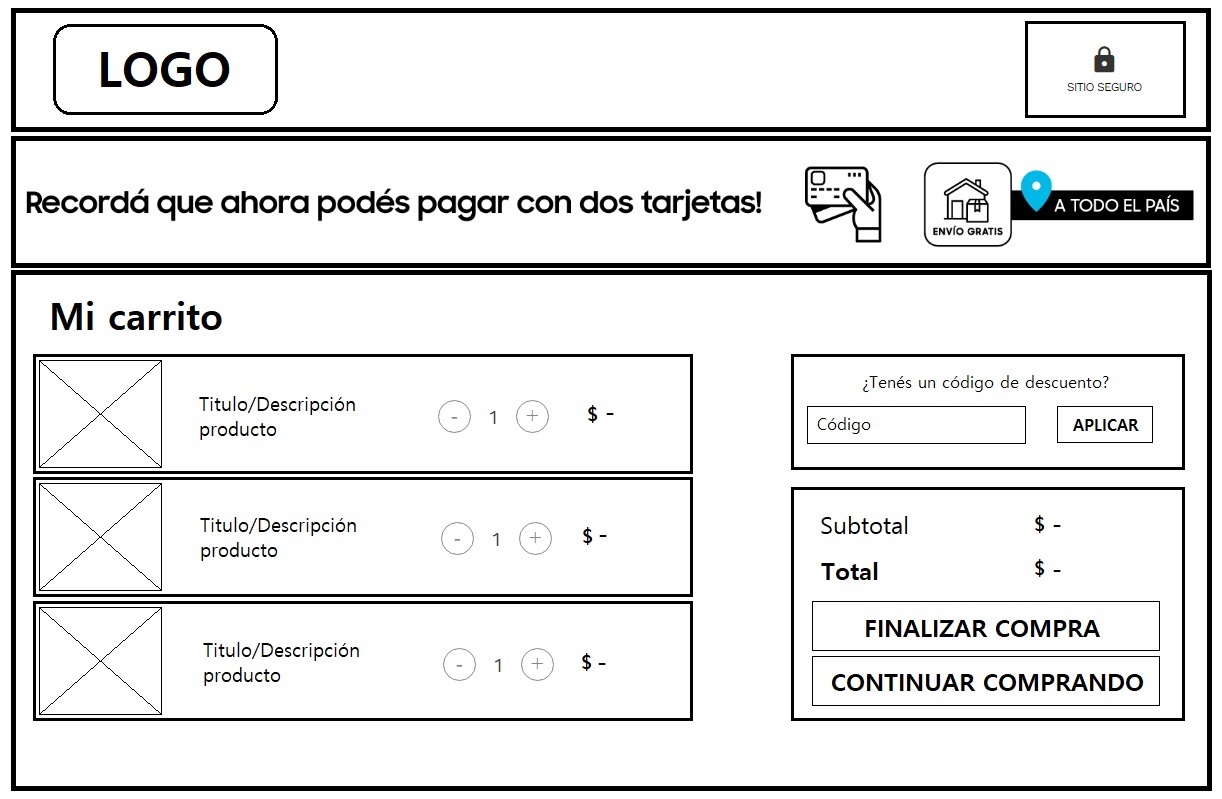 LOGO
SITIO SEGURO
Recordá que ahora podés pagar con dos tarjetas!
ENVÍO GRATIS
A TODO EL PAÍS
Mi carrito
Titulo/Descripción
producto
- 1 + $ -
Titulo/Descripción
producto
- 1 + $ -
Titulo/Descripción
producto
- 1 + $ -
¿Tenés un código de descuento?
Código APLICAR
Subtotal $ -
Total $ -
FINALIZAR COMPRA
CONTINUAR COMPRANDO